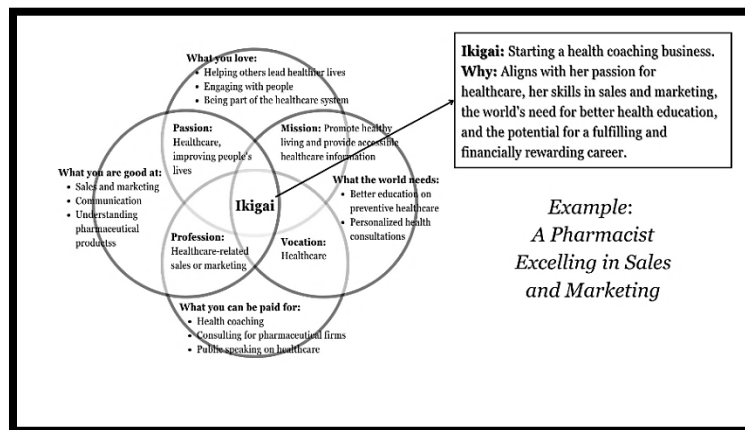 What you love:
• Helping others lead healthier lives
• Engaging with people
• Being part of the healthcare system
Passion:
Healthcare,
improving people's
lives
Mission: Promote healthy
living and provide accessible
healthcare information
What you are good at:
• Sales and marketing
• Communication
• Understanding
pharmaceutical
productss
Ikigai
What the world needs:
• Better education on
preventive healthcare
• Personalized health
consultations
Profession:
Healthcare-related
sales or marketing
Vocation:
Healthcare
What you can be paid for:
• Health coaching
• Consulting for pharmaceutical firms
• Public speaking on healthcare
Ikigai: Starting a health coaching business.
Why: Aligns with her passion for
healthcare, her skills in sales and marketing,
the world's need for better health education,
and the potential for a fulfilling and
financially rewarding career.
Example:
A Pharmacist
Excelling in Sales
and Marketing